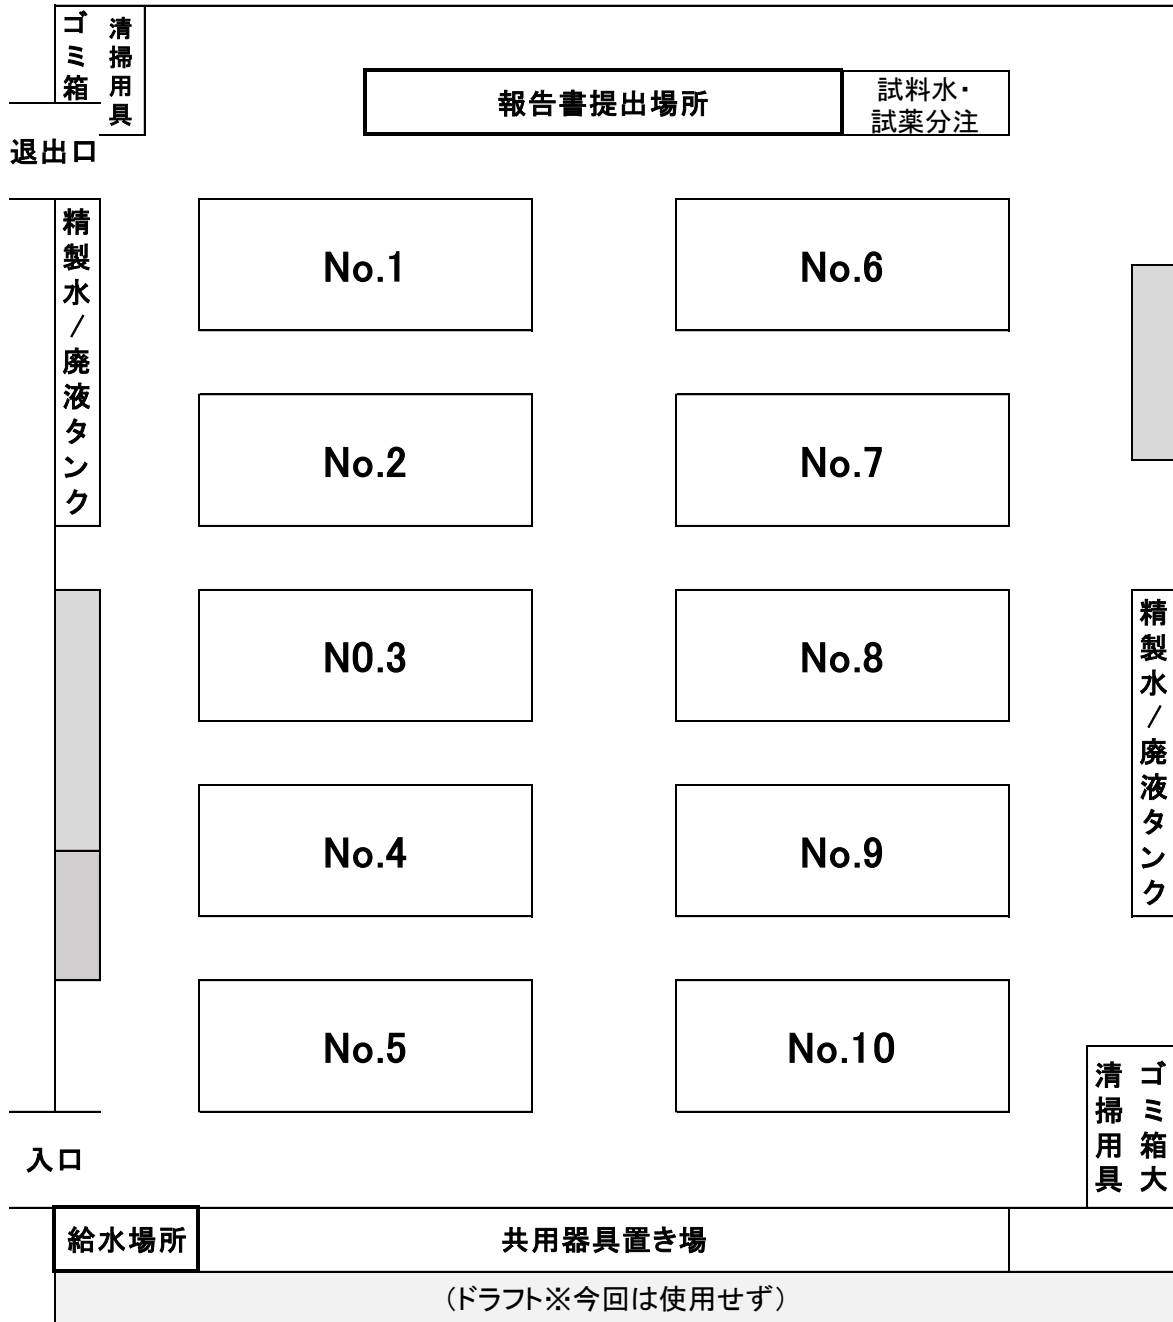 ゴミ箱
清掃用具
報告書提出場所
試料水・
試薬分注
退出口
精製水/廃液タンク
No.1
No.6
No.2
No.7
N0.3
No.8
精製水/廃液タンク
No.4
No.9
No.5
No.10
清掃用具
ゴミ箱大
入口
給水場所
共用器具置き場
（ドラフト※今回は使用せず）